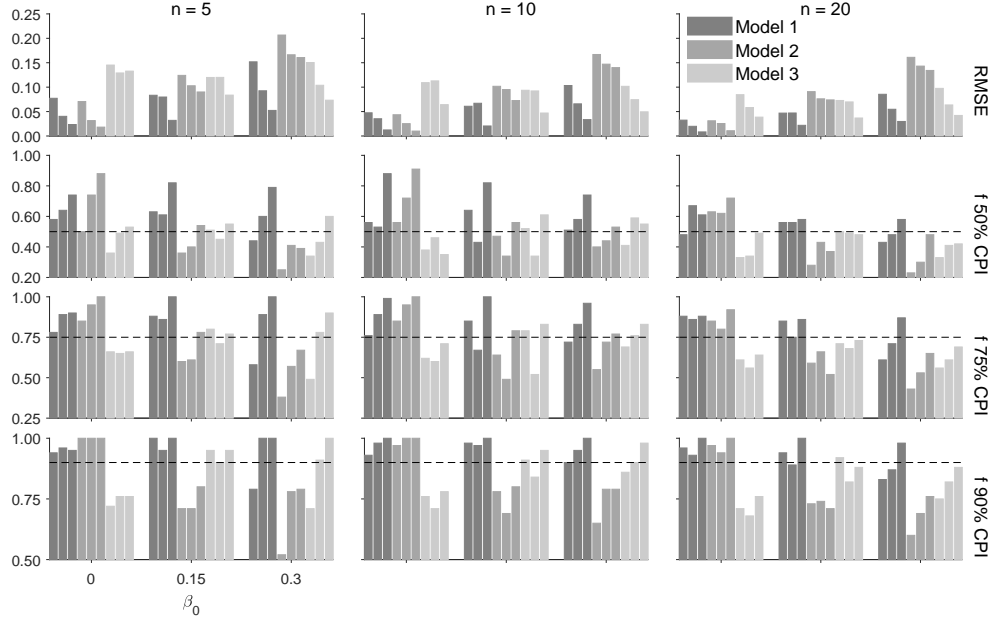 n = 5
n = 10
n = 20
0.25
0.20
0.15
0.10
0.05
0.00
Model 1
Model 2
Model 3
RMSE
1.00
0.80
0.60
0.40
0.20
f 50% CPI
1.00
0.75
0.50
0.25
f 75% CPI
1.00
0.75
0.50
f 90% CPI
0
0.15
0.3
β0